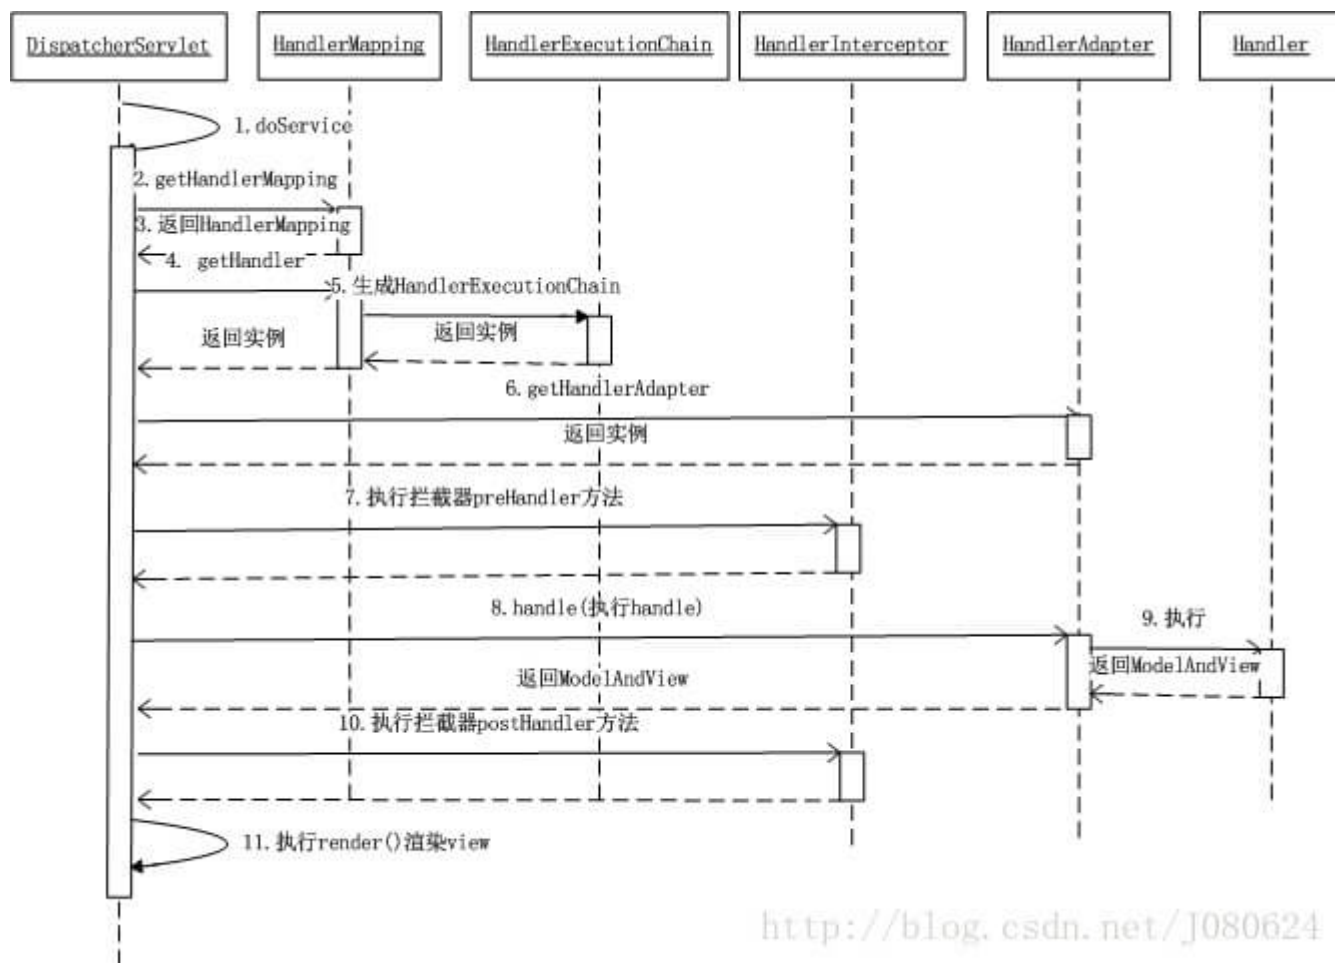 DispatcherServlet
HandlerMapping
HandlerExecutionChain
HandlerInterceptor
HandlerAdapter
Handler
1.doService
2.getHandlerMapping
3.返回HandlerMapping
4. getHandler
5.生成HandlerExecutionChain
返回实例
返回实例
6.getHandlerAdapter
返回实例
7.执行拦截器preHandler方法
8.handle(执行handle)
9.执行
返回ModelAndView
返回ModelAndView
10.执行拦截器postHandler方法
11.执行render()渲染view
http://blog.csdn.net/J080624